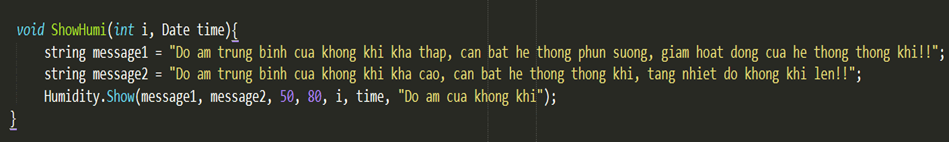 void ShowHumi(int i, Date time){
string message1 = "Do am trung binh cua khong khi kha thap, can bat he thong phun suong, giam hoat dong cua he thong thong khi!!";
string message2 = "Do am trung binh cua khong khi kha cao, can bat he thong thong khi, tang nhiet do khong khi len!!";
Humidity.Show(message1, message2, 50, 80, i, time, "Do am cua khong khi");
}